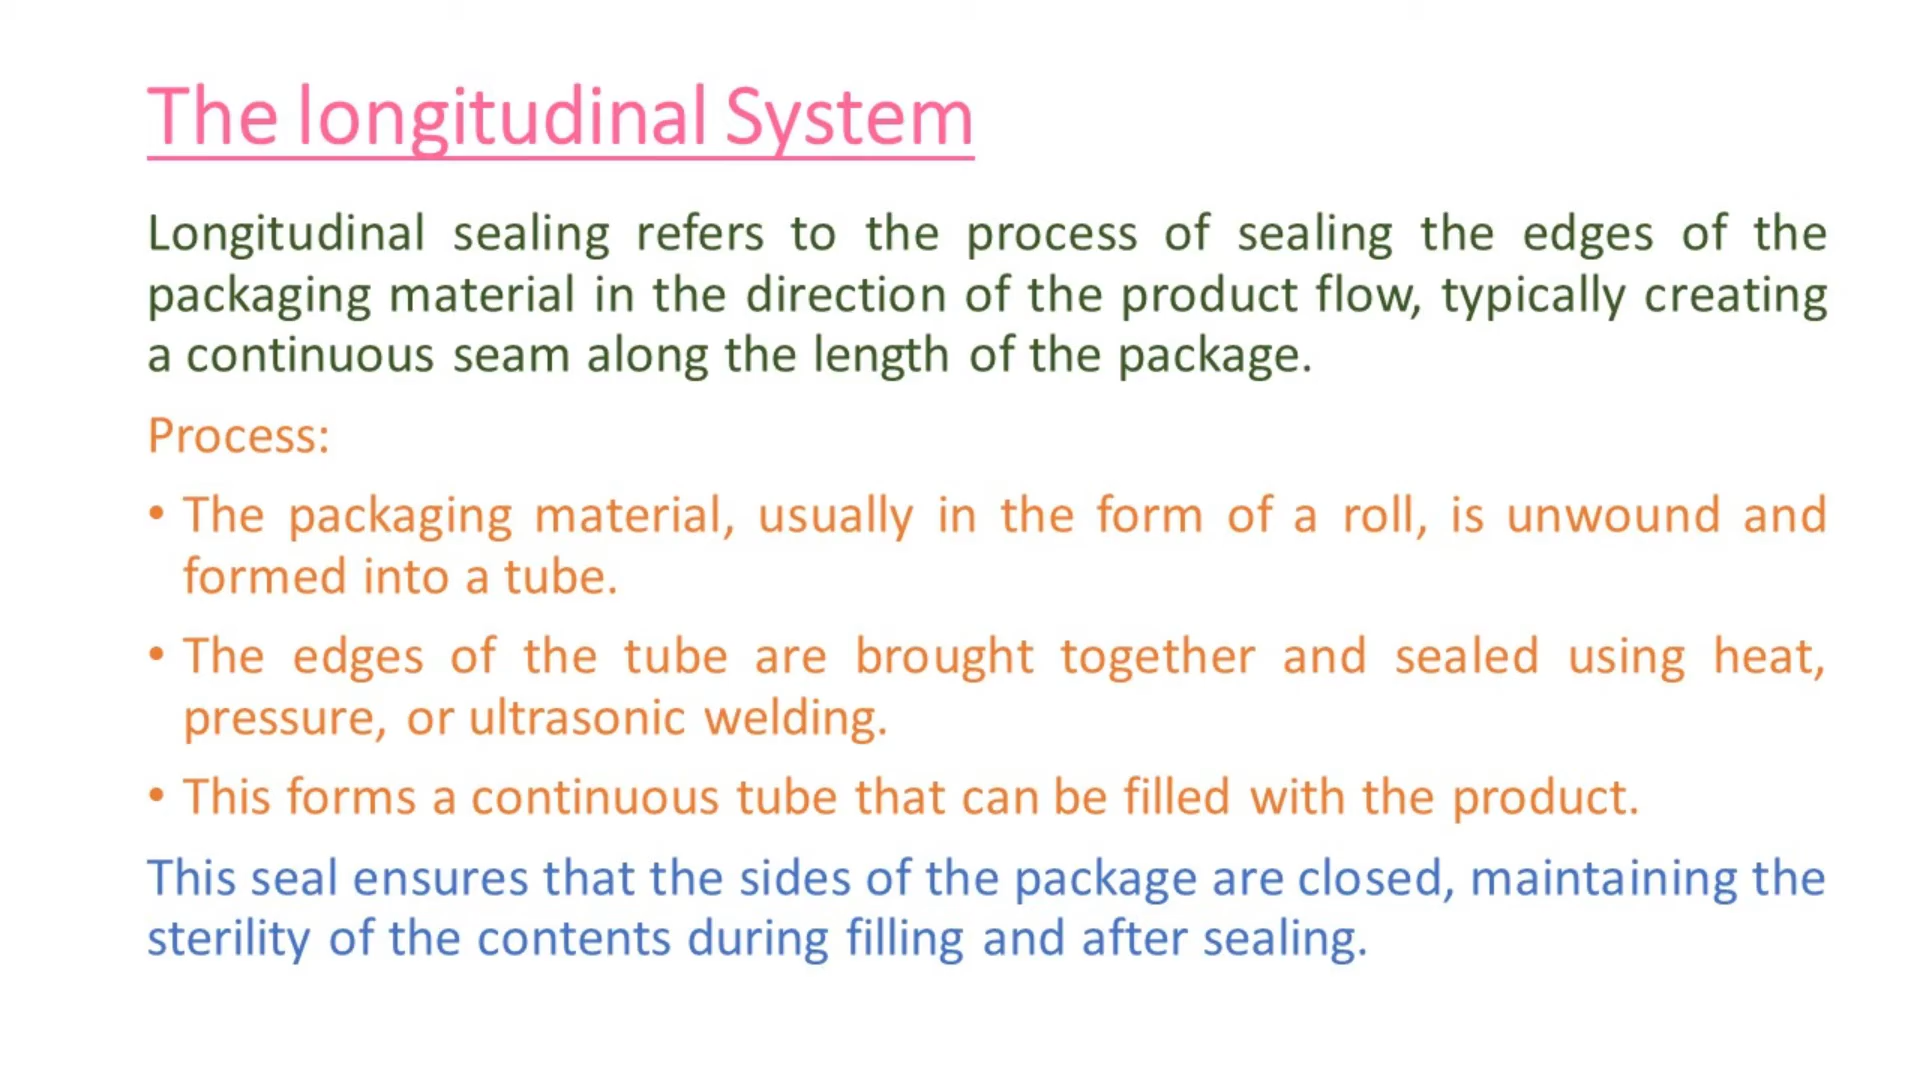 The longitudinal System
Longitudinal sealing refers to the process of sealing the edges of the
packaging material in the direction of the product flow, typically creating
a continuous seam along the length of the package.
Process:
• The packaging material, usually in the form of a roll, is unwound and
formed into a tube.
• The edges of the tube are brought together and sealed using heat,
pressure, or ultrasonic welding.
• This forms a continuous tube that can be filled with the product.
This seal ensures that the sides of the package are closed, maintaining the
sterility of the contents during filling and after sealing.